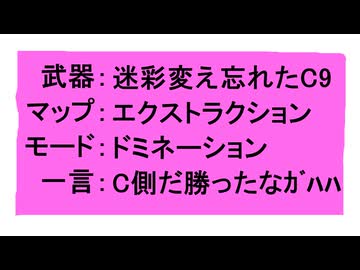 武器：迷彩変え忘れたC9
マップ：エクストラクション
モード：ドミネーション
一言：C側だ勝ったなｶﾞﾊﾊ